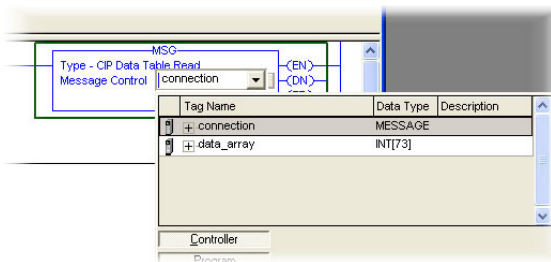 MSG
Type - CIP Data Table Read
EN
Message Control connection
DN
Tag Name Data Type Description
connection MESSAGE
data_array INT[73]
Controller
Program